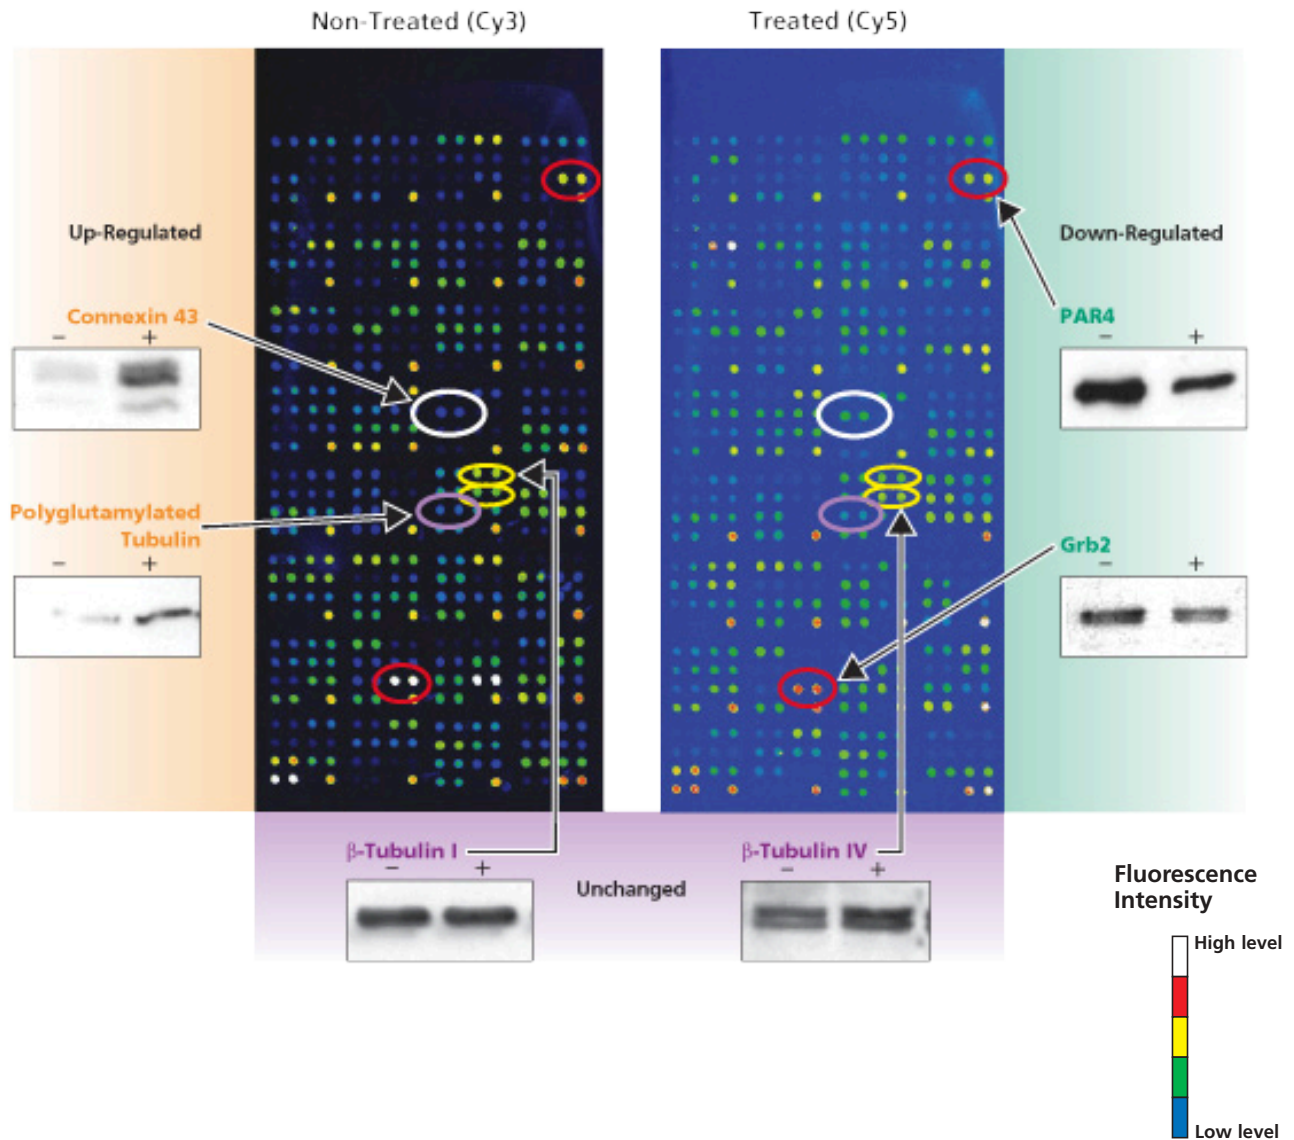 Non-Treated (Cy3)
Treated (Cy5)
Up-Regulated
Connexin 43
− +
Polyglutamylated
Tubulin
− +
Down-Regulated
PAR4
− +
Grb2
− +
β-Tubulin I
− +
Unchanged
β-Tubulin IV
− +
Fluorescence
Intensity
High level
Low level